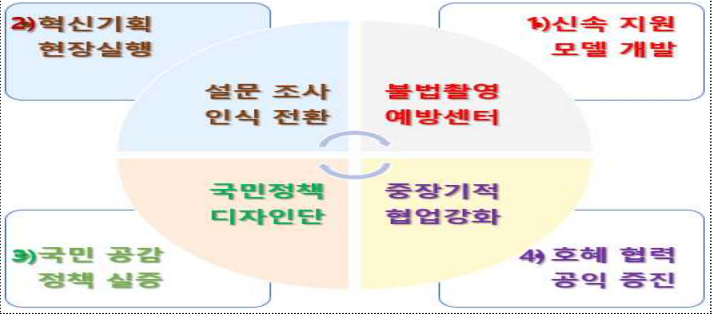 2)혁신기획
현장실행
1)신속 지원
모델 개발
설문 조사
인식 전환
불법촬영
예방센터
국민정책
디자인단
중장기적
협업강화
3)국민 공감
정책 실증
4) 호혜 협력
공익 증진